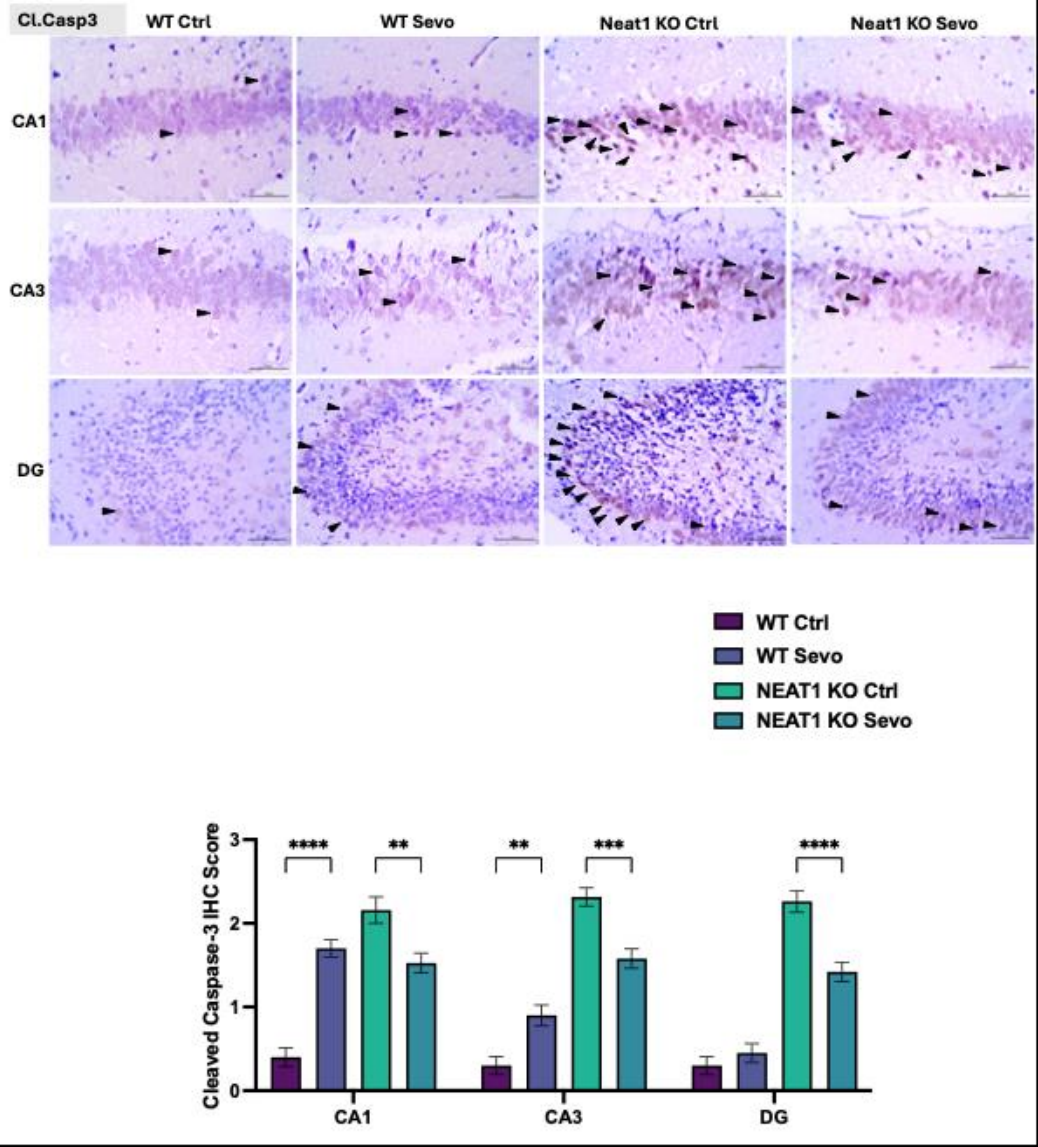 Cl.Casp3 WT Ctrl WT Sevo Neat1 KO Ctrl Neat1 KO Sevo
CA1
CA3
DG
WT Ctrl
WT Sevo
NEAT1 KO Ctrl
NEAT1 KO Sevo
Cleaved Caspase-3 IHC Score
3
2
1
0
**** ** ** *** ****
CA1 CA3 DG